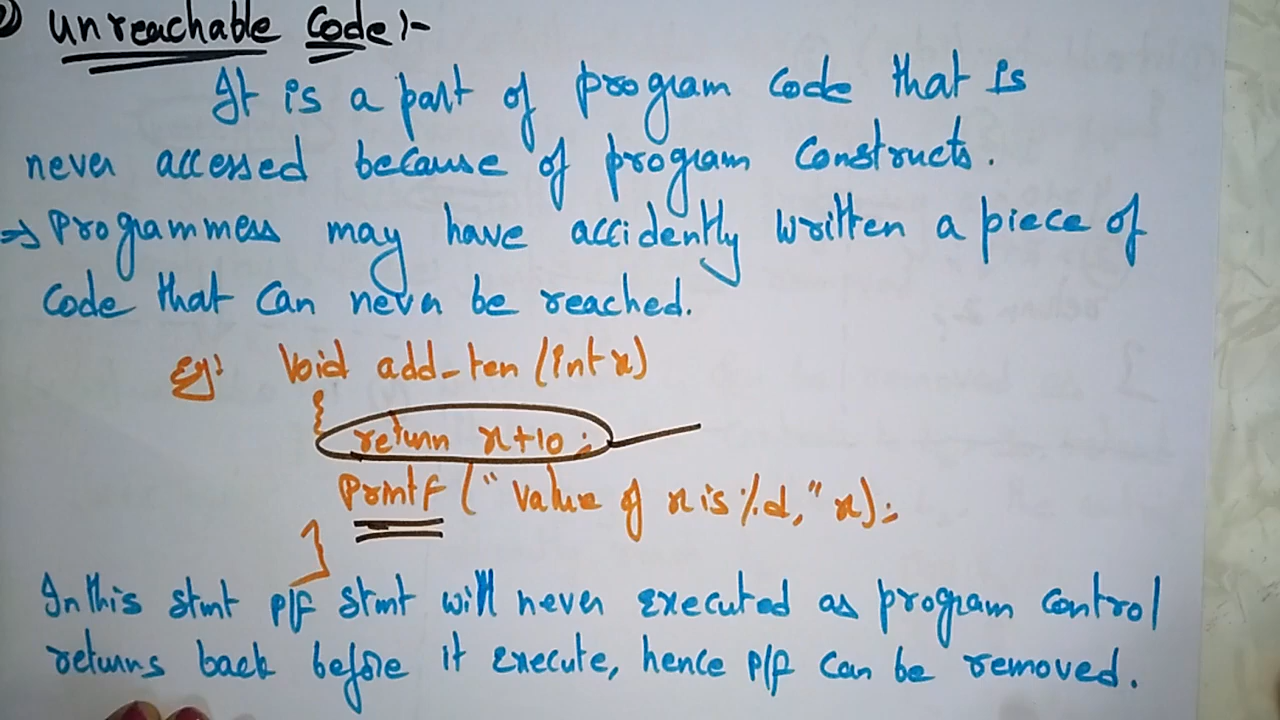 unreachable Code:-
It is a part of program code that is
never accessed because of program constructs.
⇒ Programmers may have accidently written a piece of
code that can never be reached.
Eg: Void add-ten (int x)
{
return x+10;
printf ("Value of x is %d," x);
}
In this stmt p/f stmt will never executed as program control
returns back before it execute, hence p/f can be removed.